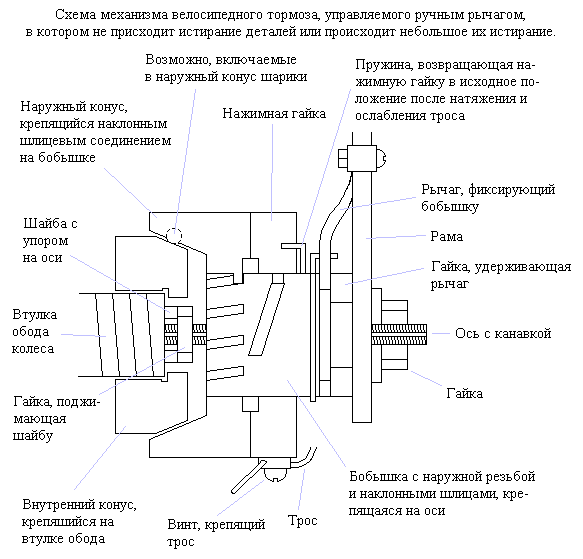 Схема механизма велосипедного тормоза, управляемого ручным рычагом,
в котором не присходит истирание деталей или происходит небольшое их истирание.
Возможно, включаемые
в наружный конус шарики
Пружина, возвращающая на-
жимную гайку в исходное по-
ложение после натяжения и
ослабления троса
Наружный конус,
крепящийся наклонным
шлицевым соединением
на бобышке
Нажимная гайка
Рычаг, фиксирующий
бобышку
Шайба с
упором
на оси
Рама
Гайка, удерживающая
рычаг
Втулка
обода
колеса
Ось с канавкой
Гайка, поджи-
мающая
шайбу
Гайка
Внутренний конус,
крепяшийся на
втулке обода
Винт, крепящий
трос
Трос
Бобышка с наружной резьбой
и наклонными шлицами, кре-
пящаяся на оси